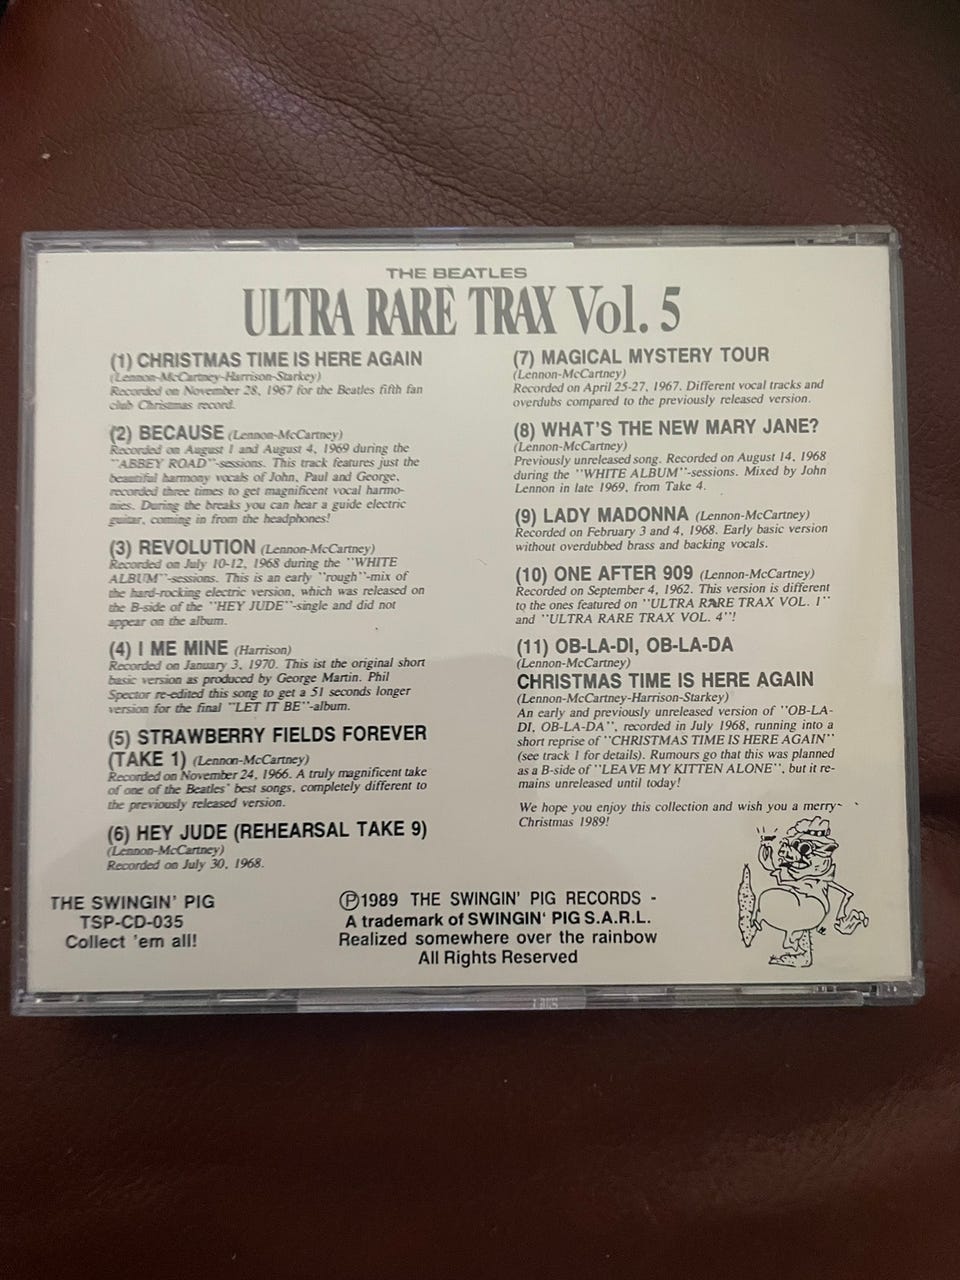 THE BEATLES
ULTRA RARE TRAX Vol. 5
(1) CHRISTMAS TIME IS HERE AGAIN
(Lennon-McCartney-Harrison-Starkey)
Recorded on November 28, 1967 for the Beatles fifth fan
club Christmas record.
(2) BECAUSE (Lennon-McCartney)
Recorded on August 1 and August 4, 1969 during the
''ABBEY ROAD''-sessions. This track features just the
beautiful harmony vocals of John, Paul and George,
recorded three times to get magnificent vocal harmo-
nies. During the breaks you can hear a guide electric
guitar, coming in from the headphones!
(3) REVOLUTION (Lennon-McCartney)
Recorded on July 10-12, 1968 during the ''WHITE
ALBUM''-sessions. This is an early ''rough''-mix of
the hard-rocking electric version, which was released on
the B-side of the ''HEY JUDE''-single and did not
appear on the album.
(4) I ME MINE (Harrison)
Recorded on January 3, 1970. This ist the original short
basic version as produced by George Martin. Phil
Spector re-edited this song to get a 51 seconds longer
version for the final ''LET IT BE''-album.
(5) STRAWBERRY FIELDS FOREVER
(TAKE 1) (Lennon-McCartney)
Recorded on November 24, 1966. A truly magnificent take
of one of the Beatles' best songs, completely different to
the previously released version.
(6) HEY JUDE (REHEARSAL TAKE 9)
(Lennon-McCartney)
Recorded on July 30, 1968.
(7) MAGICAL MYSTERY TOUR
(Lennon-McCartney)
Recorded on April 25-27, 1967. Different vocal tracks and
overdubs compared to the previously released version.
(8) WHAT'S THE NEW MARY JANE?
(Lennon-McCartney)
Previously unreleased song. Recorded on August 14, 1968
during the ''WHITE ALBUM''-sessions. Mixed by John
Lennon in late 1969, from Take 4.
(9) LADY MADONNA (Lennon-McCartney)
Recorded on February 3 and 4, 1968. Early basic version
without overdubbed brass and backing vocals.
(10) ONE AFTER 909 (Lennon-McCartney)
Recorded on September 4, 1962. This version is different
to the ones featured on ''ULTRA RARE TRAX VOL. 1''
and ''ULTRA RARE TRAX VOL. 4''!
(11) OB-LA-DI, OB-LA-DA
(Lennon-McCartney)
CHRISTMAS TIME IS HERE AGAIN
(Lennon-McCartney-Harrison-Starkey)
An early and previously unreleased version of ''OB-LA-
DI, OB-LA-DA'', recorded in July 1968, running into a
short reprise of ''CHRISTMAS TIME IS HERE AGAIN''
(see track 1 for details). Rumours go that this was planned
as a B-side of ''LEAVE MY KITTEN ALONE'', but it re-
mains unreleased until today!
We hope you enjoy this collection and wish you a merry
Christmas 1989!
THE SWINGIN' PIG
TSP-CD-035
Collect 'em all!
Ⓟ1989 THE SWINGIN' PIG RECORDS -
A trademark of SWINGIN' PIG S.A.R.L.
Realized somewhere over the rainbow
All Rights Reserved